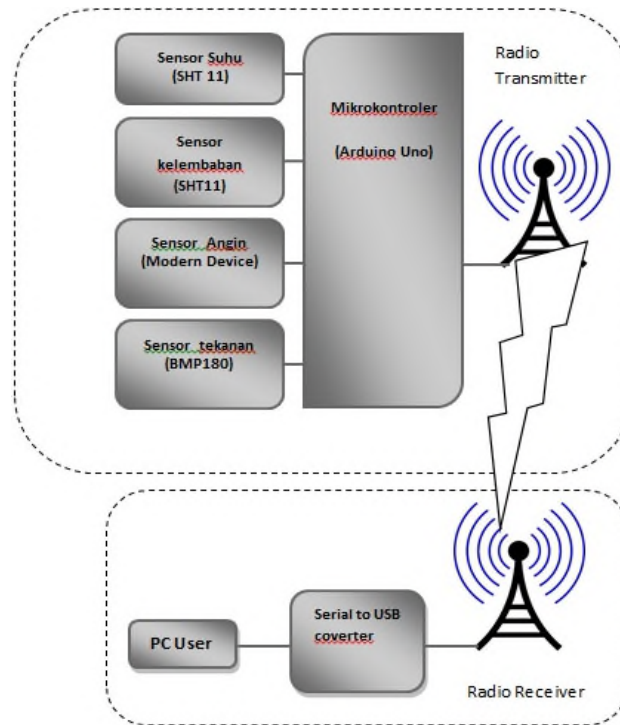 Sensor Suhu
(SHT 11)
Sensor
kelembaban
(SHT11)
Sensor Angin
(Modern Device)
Sensor tekanan
(BMP180)
Mikrokontroler
(Arduino Uno)
Radio
Transmitter
PC User
Serial to USB
coverter
Radio Receiver